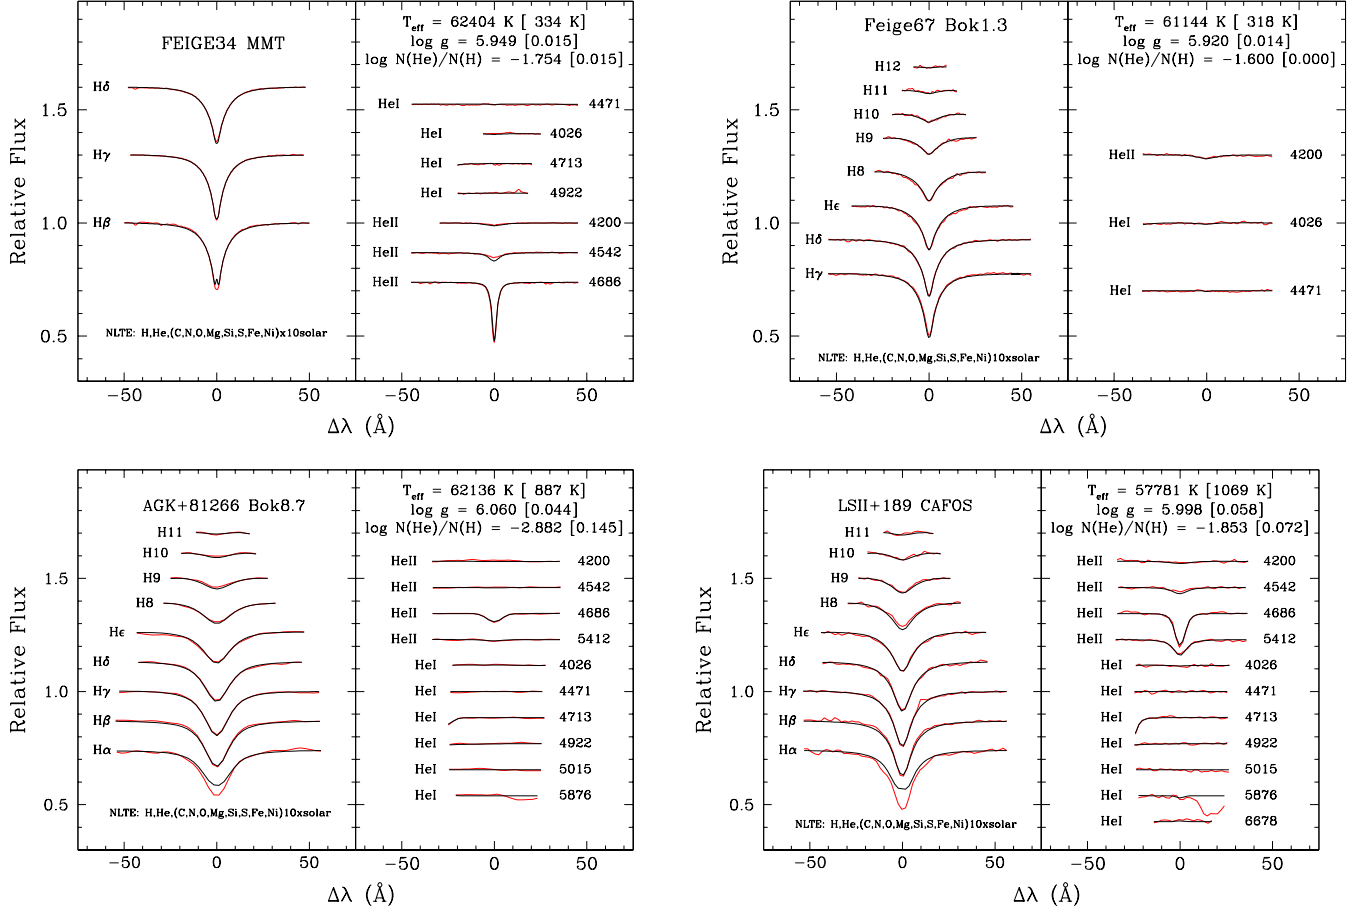 FEIGE34 MMT
T_eff = 62404 K [ 334 K]
log g = 5.949 [0.015]
log N(He)/N(H) = −1.754 [0.015]
Hδ
Hγ
Hβ
HeI 4471
HeI 4026
HeI 4713
HeI 4922
HeII 4200
HeII 4542
HeII 4686
NLTE: H,He,(C,N,O,Mg,Si,S,Fe,Ni)x10solar
1.5
1.0
0.5
Relative Flux
−50 0 50 −50 0 50
Δλ (Å)
Feige67 Bok1.3
T_eff = 61144 K [ 318 K]
log g = 5.920 [0.014]
log N(He)/N(H) = −1.600 [0.000]
H12
H11
H10
H9
H8
Hϵ
Hδ
Hγ
HeII 4200
HeI 4026
HeI 4471
NLTE: H,He,(C,N,O,Mg,Si,S,Fe,Ni)10xsolar
1.5
1.0
0.5
Relative Flux
−50 0 50 −50 0 50
Δλ (Å)
AGK+81266 Bok8.7
T_eff = 62136 K [ 887 K]
log g = 6.060 [0.044]
log N(He)/N(H) = −2.882 [0.145]
H11
H10
H9
H8
Hϵ
Hδ
Hγ
Hβ
Hα
HeII 4200
HeII 4542
HeII 4686
HeII 5412
HeI 4026
HeI 4471
HeI 4713
HeI 4922
HeI 5015
HeI 5876
NLTE: H,He,(C,N,O,Mg,Si,S,Fe,Ni)10xsolar
1.5
1.0
0.5
Relative Flux
−50 0 50 −50 0 50
Δλ (Å)
LSII+189 CAFOS
T_eff = 57781 K [1069 K]
log g = 5.998 [0.058]
log N(He)/N(H) = −1.853 [0.072]
H11
H10
H9
H8
Hϵ
Hδ
Hγ
Hβ
Hα
HeII 4200
HeII 4542
HeII 4686
HeII 5412
HeI 4026
HeI 4471
HeI 4713
HeI 4922
HeI 5015
HeI 5876
HeI 6678
NLTE: H,He,(C,N,O,Mg,Si,S,Fe,Ni)10xsolar
1.5
1.0
0.5
Relative Flux
−50 0 50 −50 0 50
Δλ (Å)